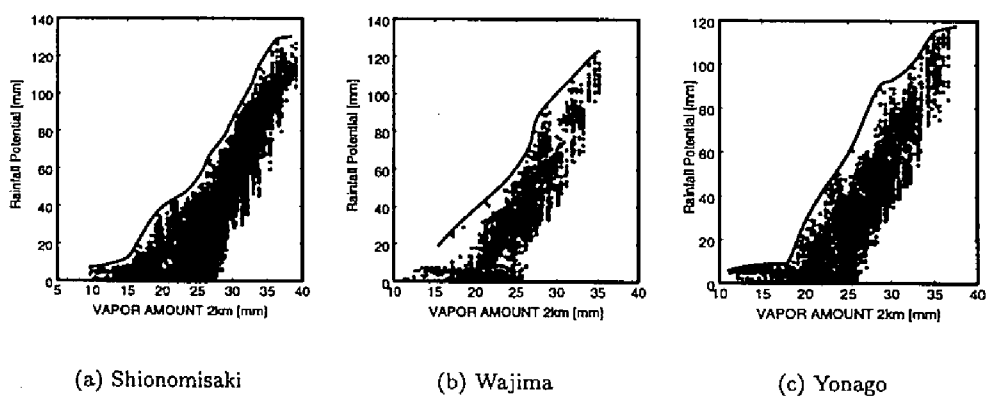 140
120
100
80
60
40
20
0
Rainfall Potential [mm]
5 10 15 20 25 30 35 40
VAPOR AMOUNT 2km [mm]
(a) Shionomisaki
140
120
100
80
60
40
20
0
Rainfall Potential [mm]
10 15 20 25 30 35 40
VAPOR AMOUNT 2km [mm]
(b) Wajima
120
100
80
60
40
20
0
Rainfall Potential [mm]
10 15 20 25 30 35 40
VAPOR AMOUNT 2km [mm]
(c) Yonago